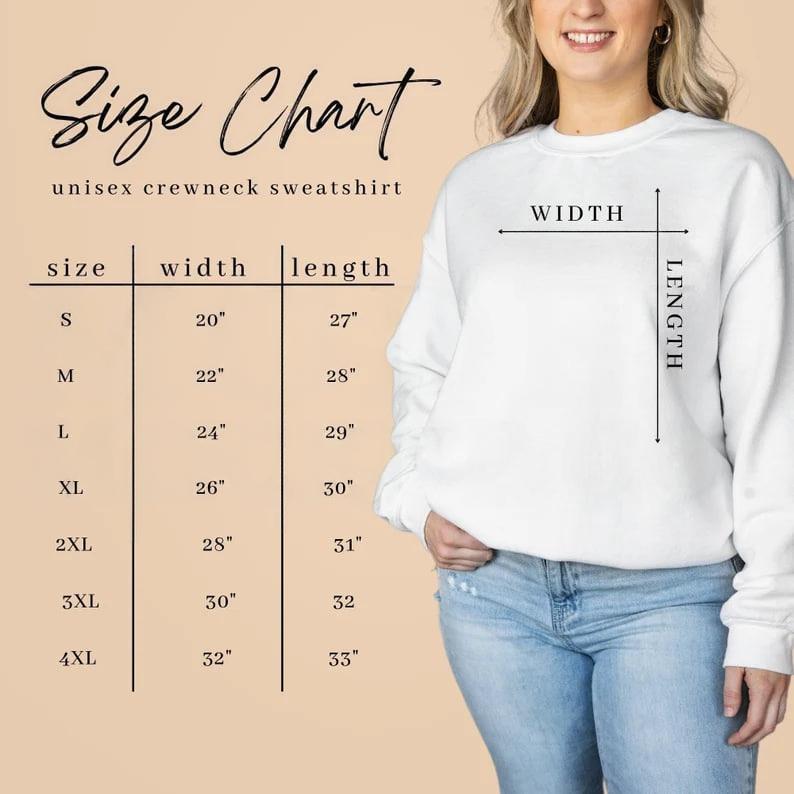 Size Chart
unisex crewneck sweatshirt
size width length
S 20" 27"
M 22" 28"
L 24" 29"
XL 26" 30"
2XL 28" 31"
3XL 30" 32
4XL 32" 33"
WIDTH
LENGTH